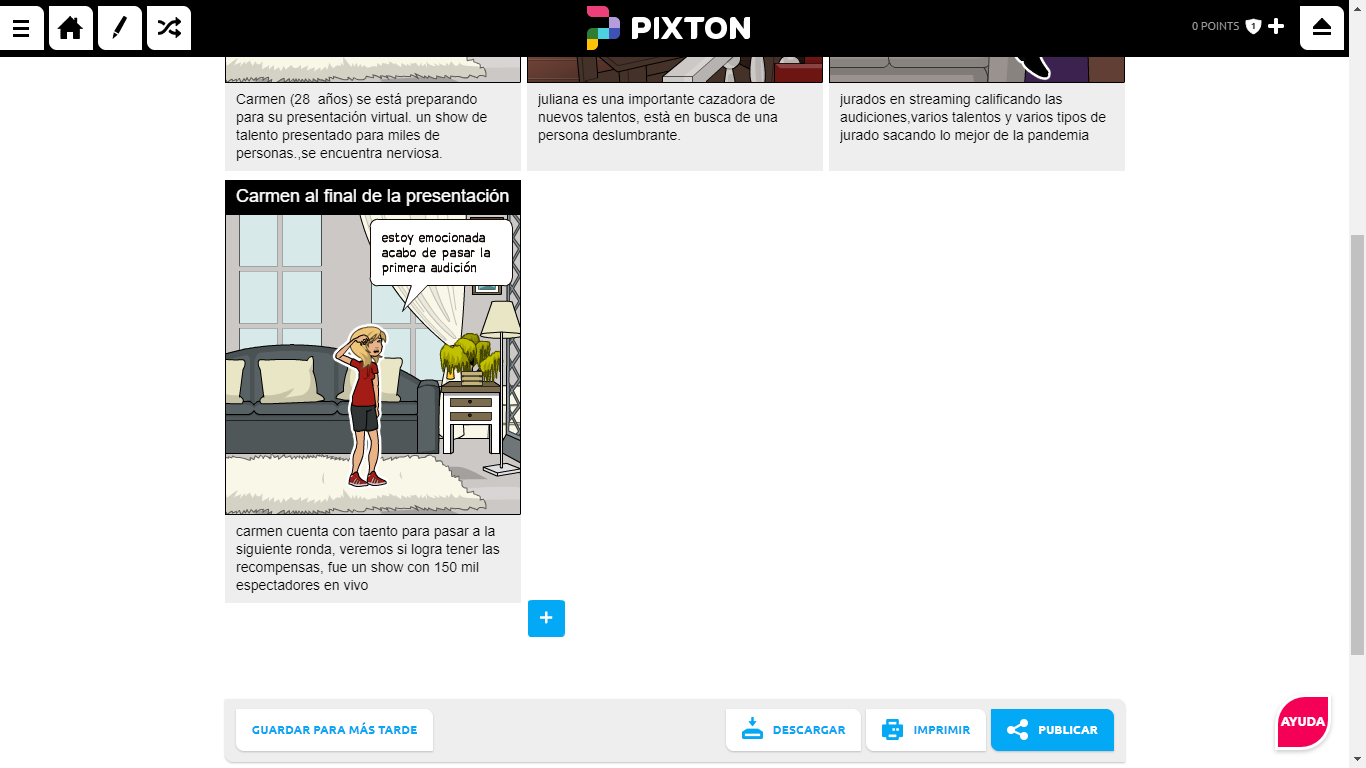 PIXTON
0 POINTS
1
Carmen (28  años) se está preparando
para su presentación virtual. un show de
talento presentado para miles de
personas.,se encuentra nerviosa.
juliana es una importante cazadora de
nuevos talentos, està en busca de una
persona deslumbrante.
jurados en streaming calificando las
audiciones,varios talentos y varios tipos de
jurado sacando lo mejor de la pandemia
Carmen al final de la presentación
estoy emocionada
acabo de pasar la
primera audición
carmen cuenta con taento para pasar a la
siguiente ronda, veremos si logra tener las
recompensas, fue un show con 150 mil
espectadores en vivo
GUARDAR PARA MÁS TARDE
DESCARGAR
IMPRIMIR
PUBLICAR
AYUDA